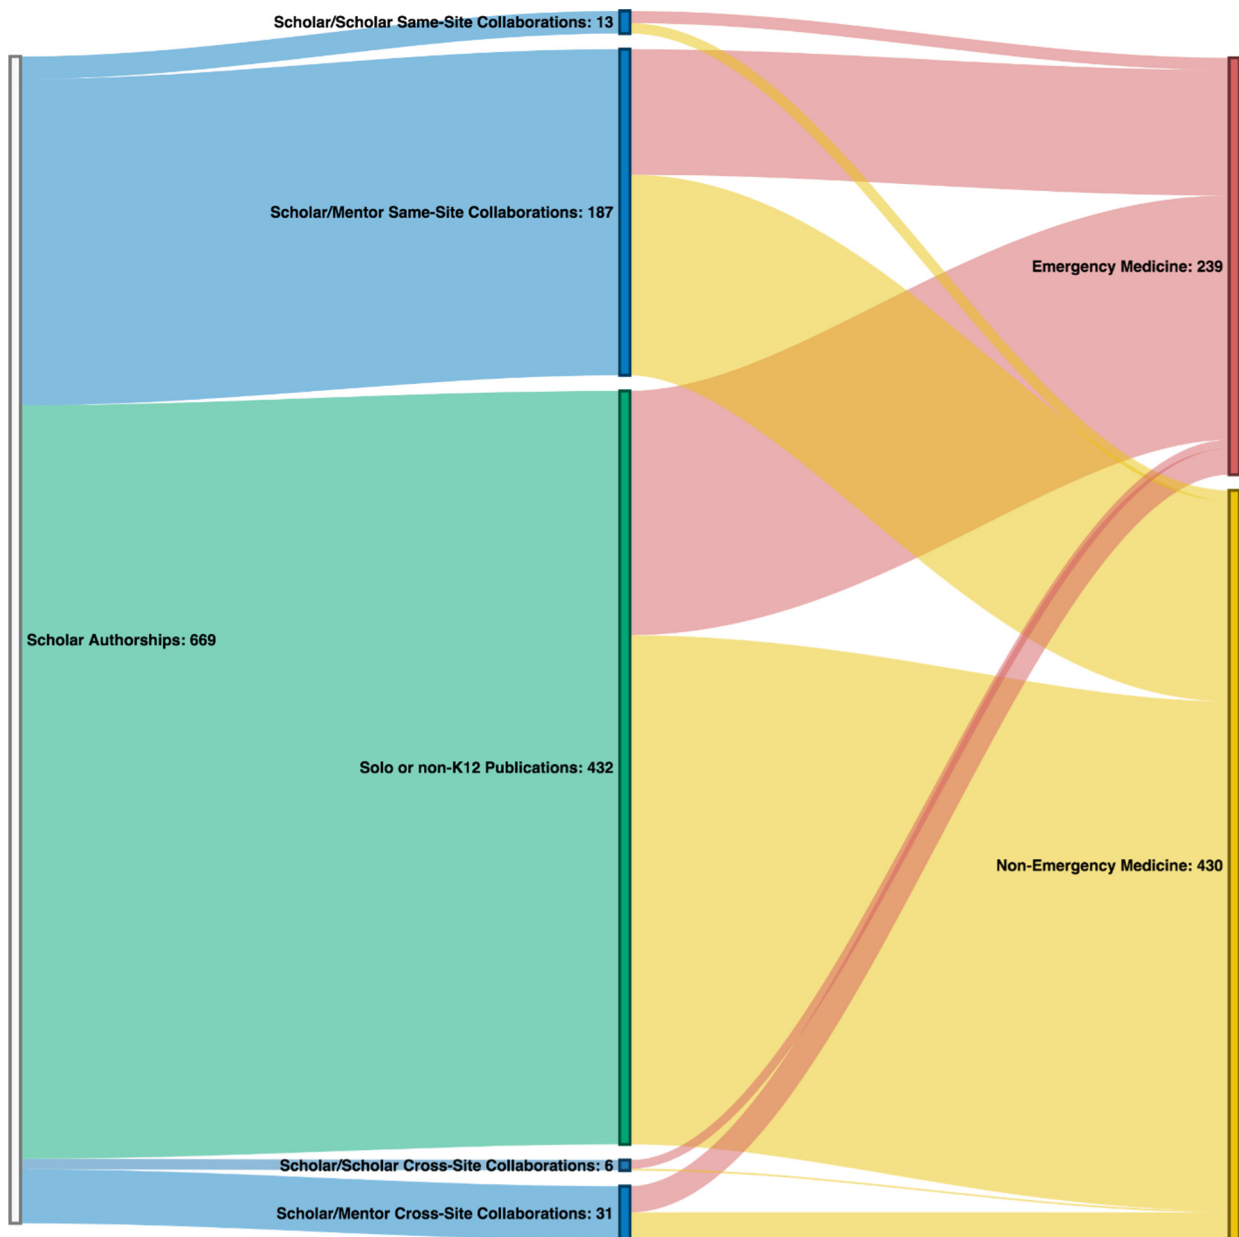 Scholar/Scholar Same-Site Collaborations: 13
Scholar/Mentor Same-Site Collaborations: 187
Emergency Medicine: 239
Scholar Authorships: 669
Solo or non-K12 Publications: 432
Non-Emergency Medicine: 430
Scholar/Scholar Cross-Site Collaborations: 6
Scholar/Mentor Cross-Site Collaborations: 31